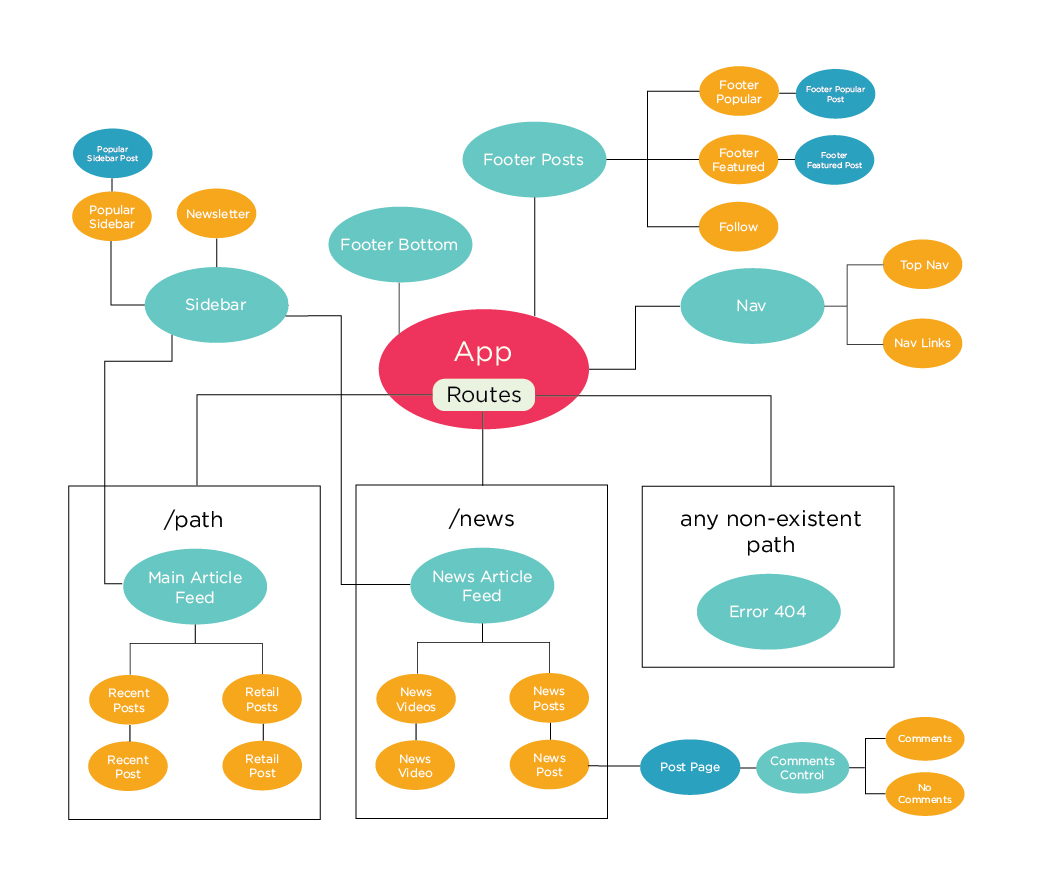 Footer
Popular
Footer Popular
Post
Footer Posts
Footer
Featured
Footer
Featured Post
Follow
Popular
Sidebar Post
Popular
Sidebar
Newsletter
Footer Bottom
Sidebar
Nav
Top Nav
Nav Links
App
Routes
/path
Main Article
Feed
Recent
Posts
Retail
Posts
Recent
Post
Retail
Post
/news
News Article
Feed
News
Videos
News
Posts
News
Video
News
Post
any non-existent
path
Error 404
Post Page
Comments
Control
Comments
No
Comments